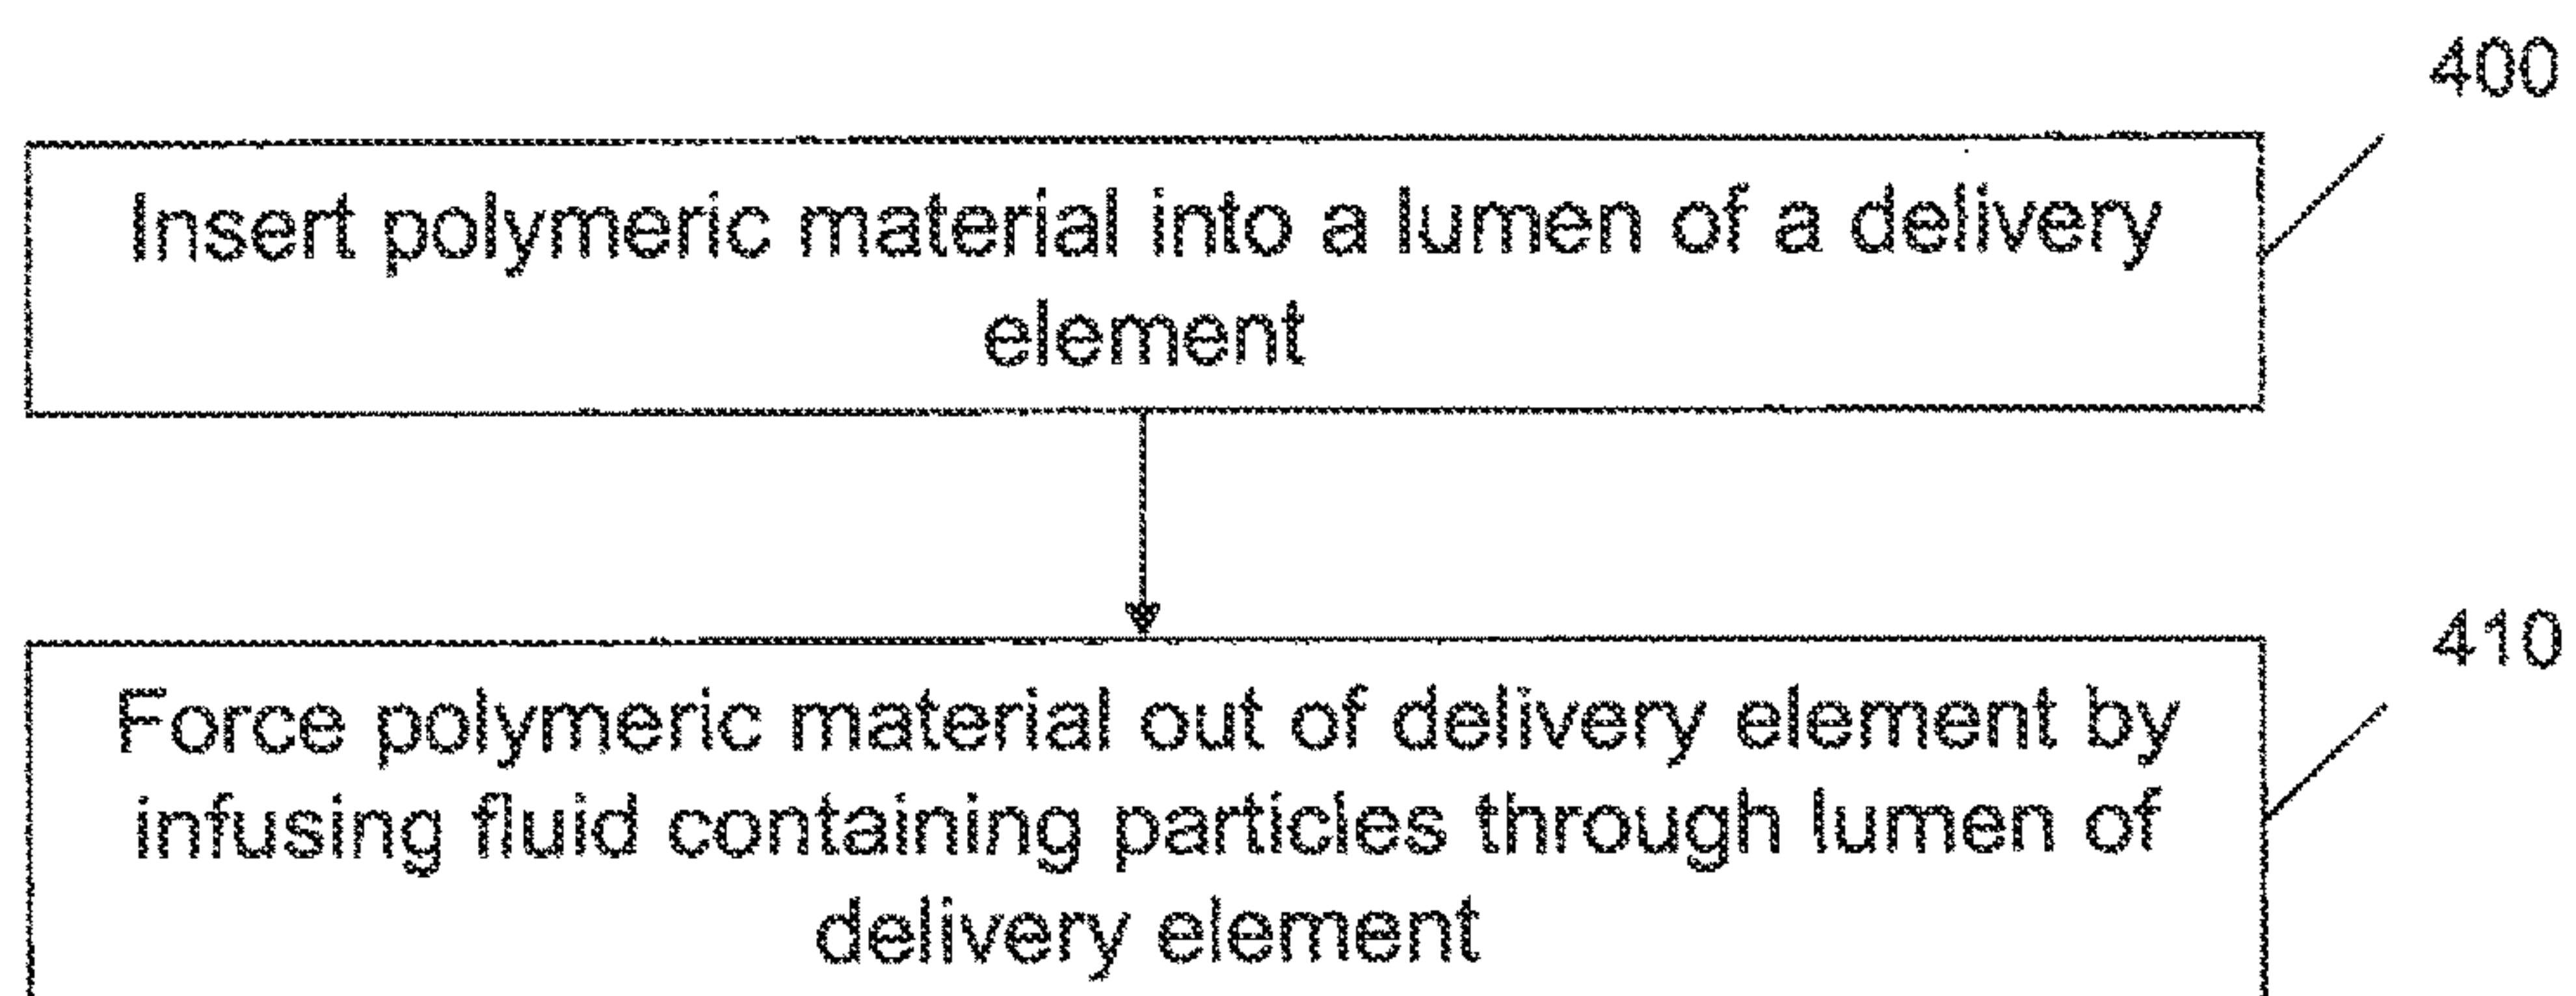 400
Insert polymeric material into a lumen of a delivery
element
410
Force polymeric material out of delivery element by
infusing fluid containing particles through lumen of
delivery element